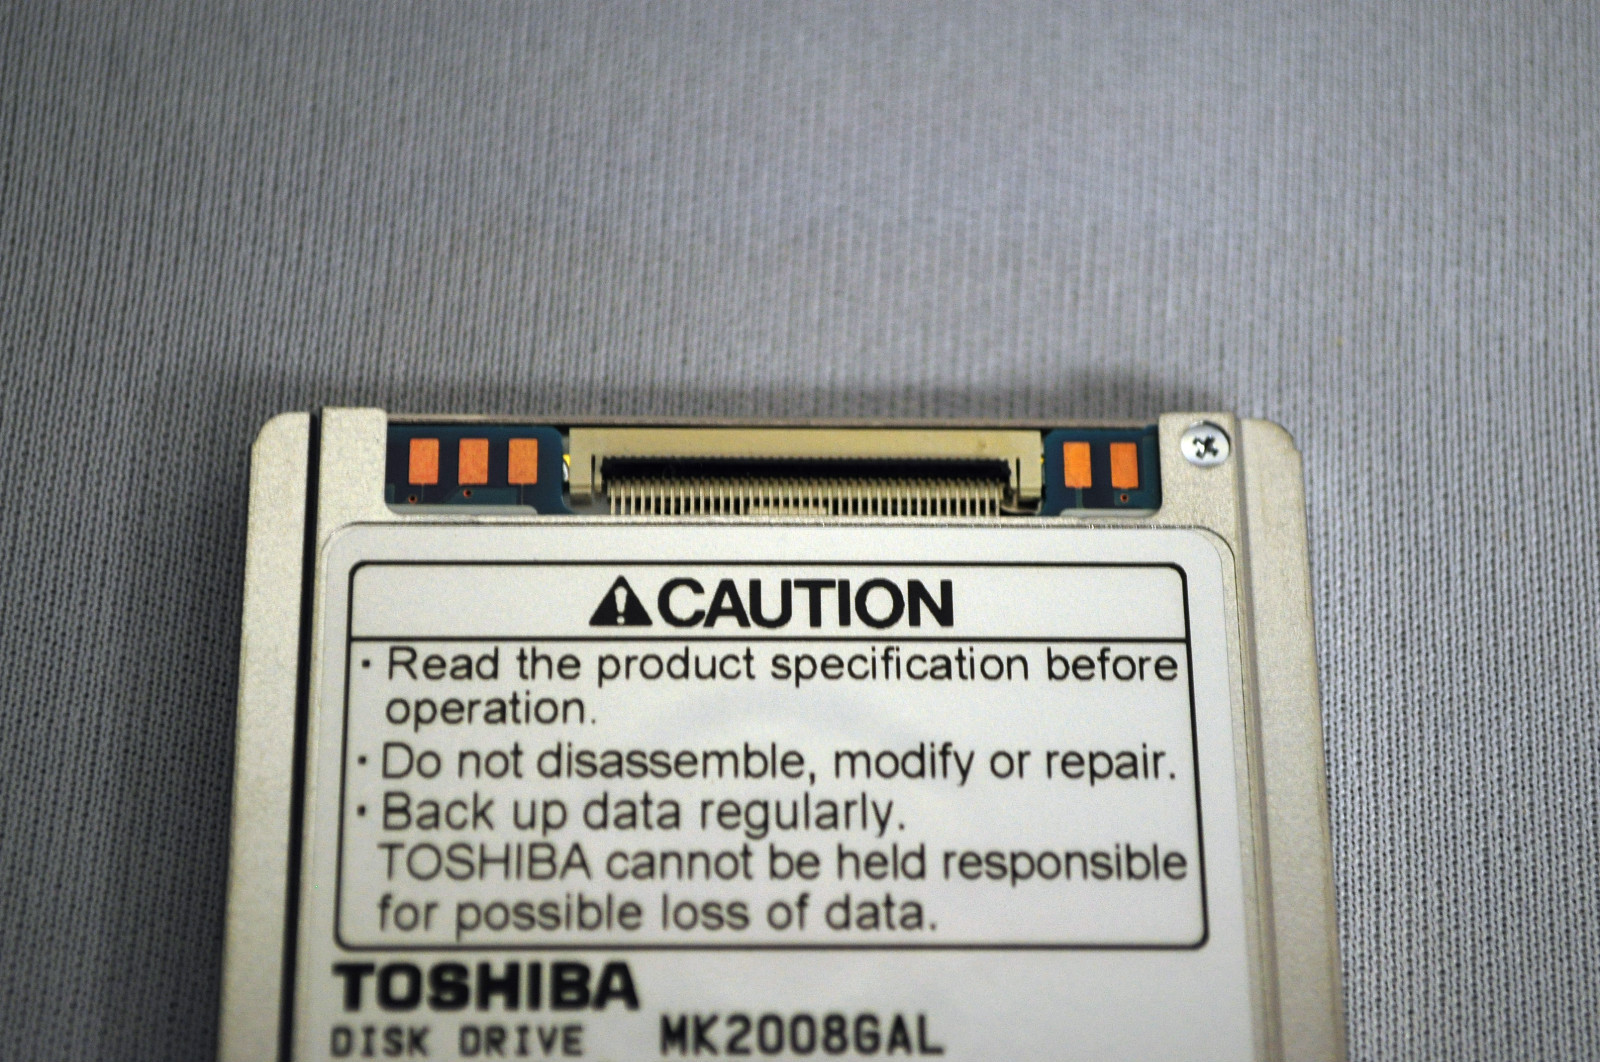 ⚠CAUTION
· Read the product specification before
operation.
· Do not disassemble, modify or repair.
· Back up data regularly.
TOSHIBA cannot be held responsible
for possible loss of data.
TOSHIBA
DISK DRIVE MK2008GAL